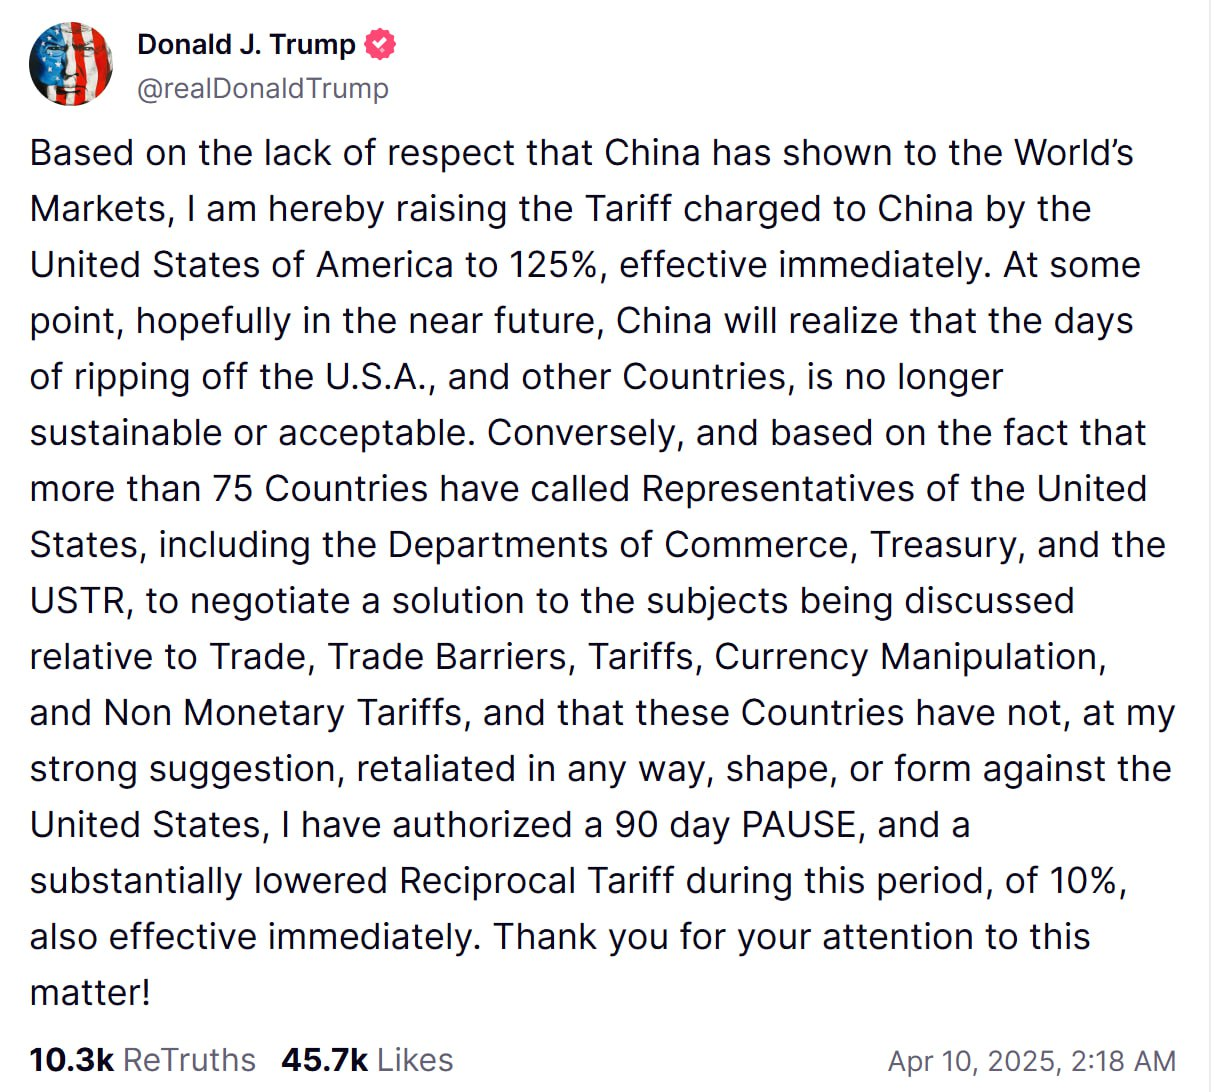 Donald J. Trump
@realDonaldTrump
Based on the lack of respect that China has shown to the World’s
Markets, I am hereby raising the Tariff charged to China by the
United States of America to 125%, effective immediately. At some
point, hopefully in the near future, China will realize that the days
of ripping off the U.S.A., and other Countries, is no longer
sustainable or acceptable. Conversely, and based on the fact that
more than 75 Countries have called Representatives of the United
States, including the Departments of Commerce, Treasury, and the
USTR, to negotiate a solution to the subjects being discussed
relative to Trade, Trade Barriers, Tariffs, Currency Manipulation,
and Non Monetary Tariffs, and that these Countries have not, at my
strong suggestion, retaliated in any way, shape, or form against the
United States, I have authorized a 90 day PAUSE, and a
substantially lowered Reciprocal Tariff during this period, of 10%,
also effective immediately. Thank you for your attention to this
matter!
10.3k ReTruths 45.7k Likes Apr 10, 2025, 2:18 AM